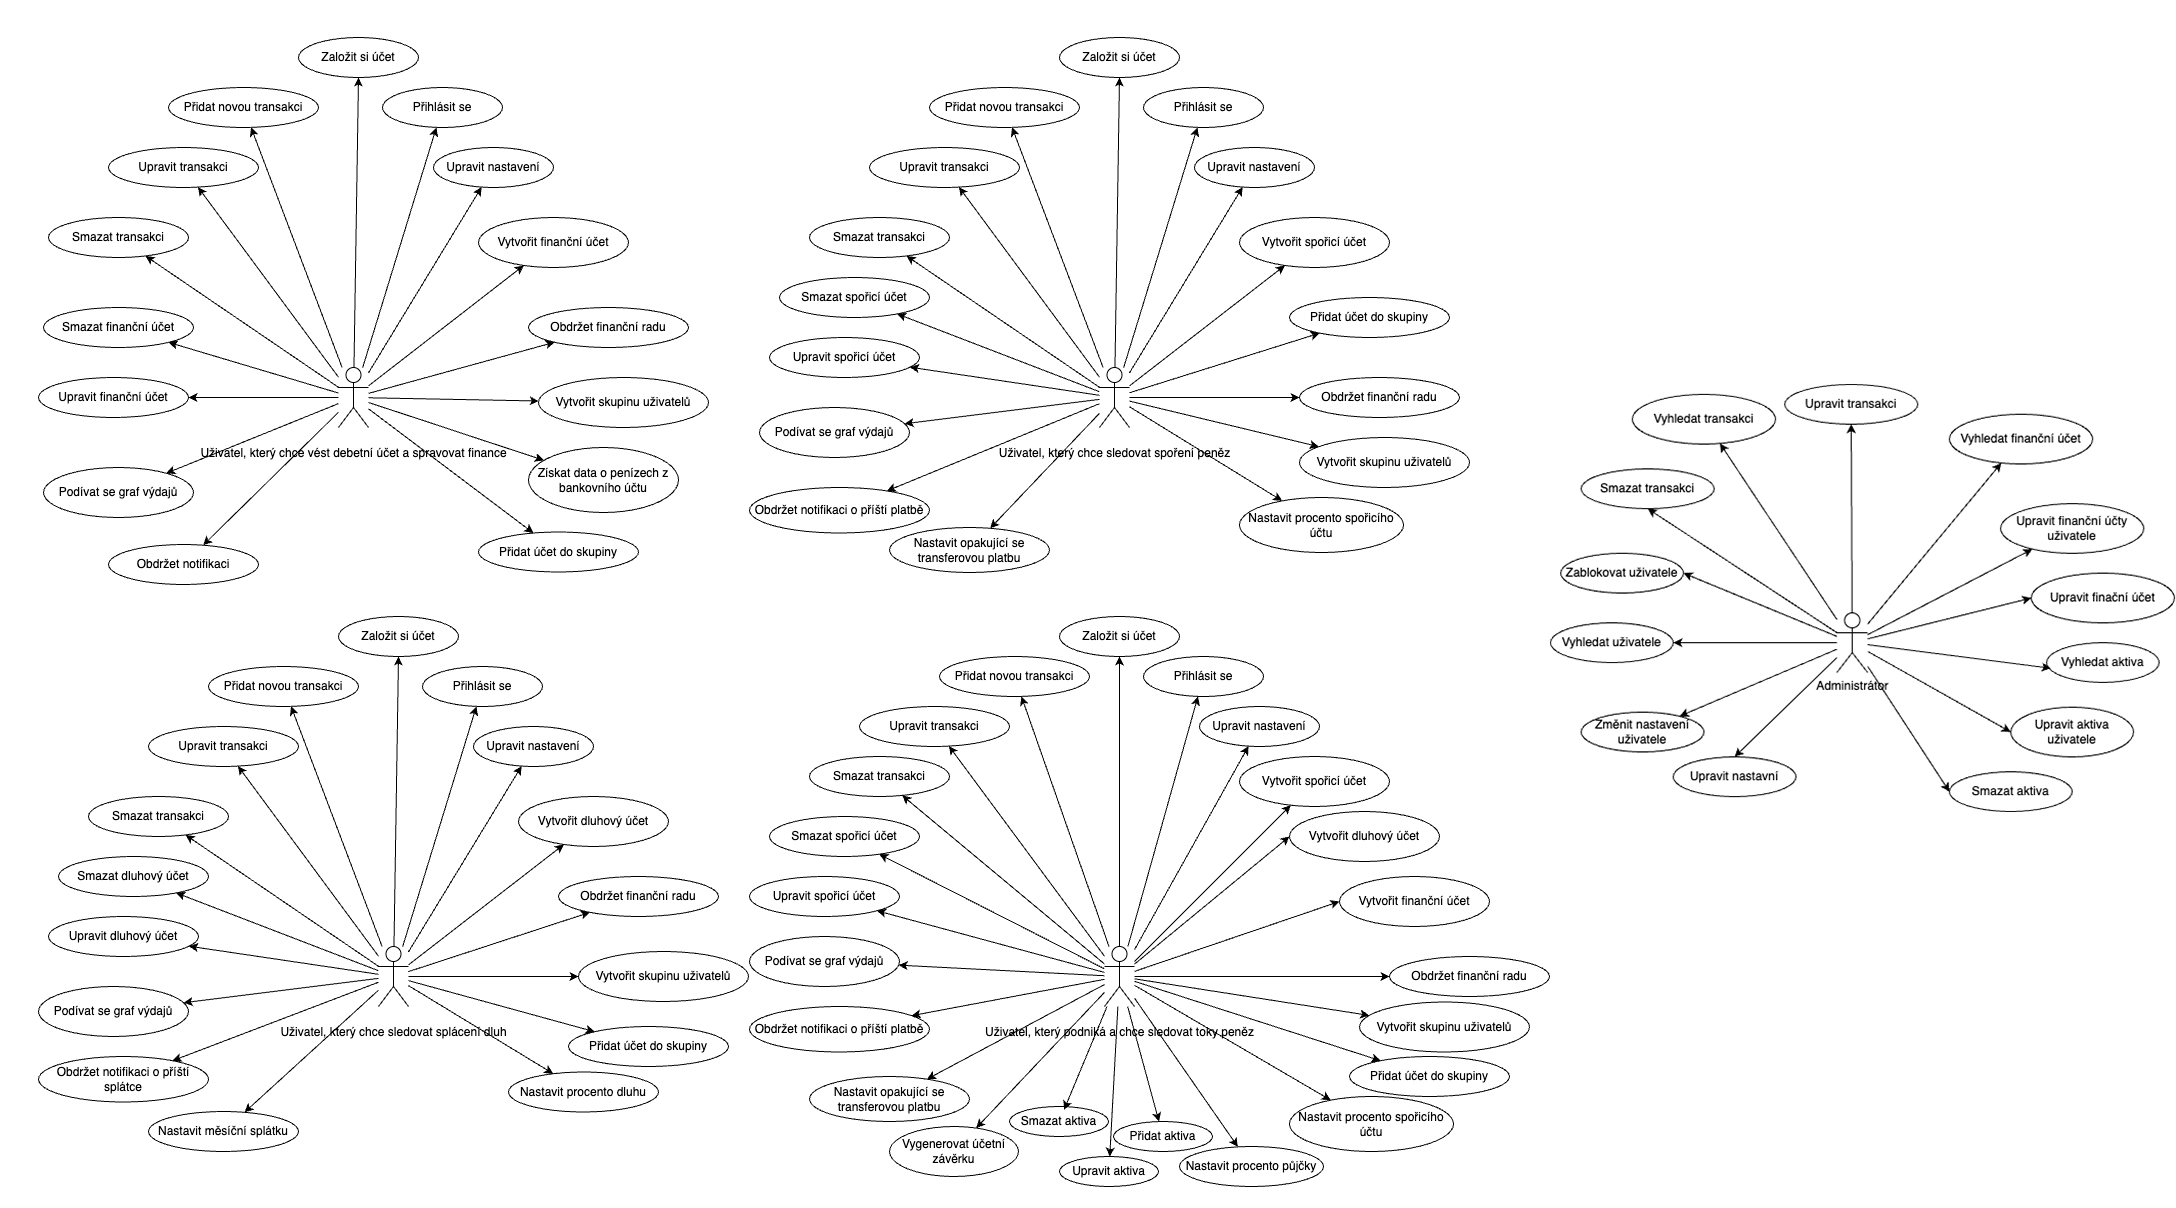 Založit si účet
Přidat novou transakci
Přihlásit se
Upravit transakci
Upravit nastavení
Smazat transakci
Vytvořit finanční účet
Smazat finanční účet
Obdržet finanční radu
Upravit finanční účet
Vytvořit skupinu uživatelů
Uživatel, který chce vést debetní účet a spravovat finance
Podívat se graf výdajů
Získat data o penízech z
bankovního účtu
Obdržet notifikaci
Přidat účet do skupiny
Založit si účet
Přidat novou transakci
Přihlásit se
Upravit transakci
Upravit nastavení
Smazat transakci
Vytvořit spořicí účet
Smazat spořicí účet
Přidat účet do skupiny
Upravit spořicí účet
Obdržet finanční radu
Podívat se graf výdajů
Uživatel, který chce sledovat spoření peněz
Vytvořit skupinu uživatelů
Obdržet notifikaci o příští platbě
Nastavit opakující se
transferovou platbu
Nastavit procento spořicího
účtu
Vyhledat transakci
Upravit transakci
Vyhledat finanční účet
Smazat transakci
Upravit finanční účty
uživatele
Zablokovat uživatele
Upravit finační účet
Vyhledat uživatele
Vyhledat aktiva
Administrátor
Změnit nastavení
uživatele
Upravit aktiva
uživatele
Upravit nastavní
Smazat aktiva
Založit si účet
Přidat novou transakci
Přihlásit se
Upravit transakci
Upravit nastavení
Smazat transakci
Vytvořit dluhový účet
Smazat dluhový účet
Obdržet finanční radu
Upravit dluhový účet
Vytvořit skupinu uživatelů
Podívat se graf výdajů
Uživatel, který chce sledovat splácení dluh
Přidat účet do skupiny
Obdržet notifikaci o příští
splátce
Nastavit procento dluhu
Nastavit měsíční splátku
Založit si účet
Přidat novou transakci
Přihlásit se
Upravit transakci
Upravit nastavení
Smazat transakci
Vytvořit spořicí účet
Smazat spořicí účet
Vytvořit dluhový účet
Upravit spořicí účet
Vytvořit finanční účet
Podívat se graf výdajů
Obdržet finanční radu
Obdržet notifikaci o příští platbě
Uživatel, který podniká a chce sledovat toky peněz
Vytvořit skupinu uživatelů
Přidat účet do skupiny
Nastavit opakující se
transferovou platbu
Smazat aktiva
Přidat aktiva
Nastavit procento spořicího
účtu
Vygenerovat účetní
závěrku
Upravit aktiva
Nastavit procento půjčky